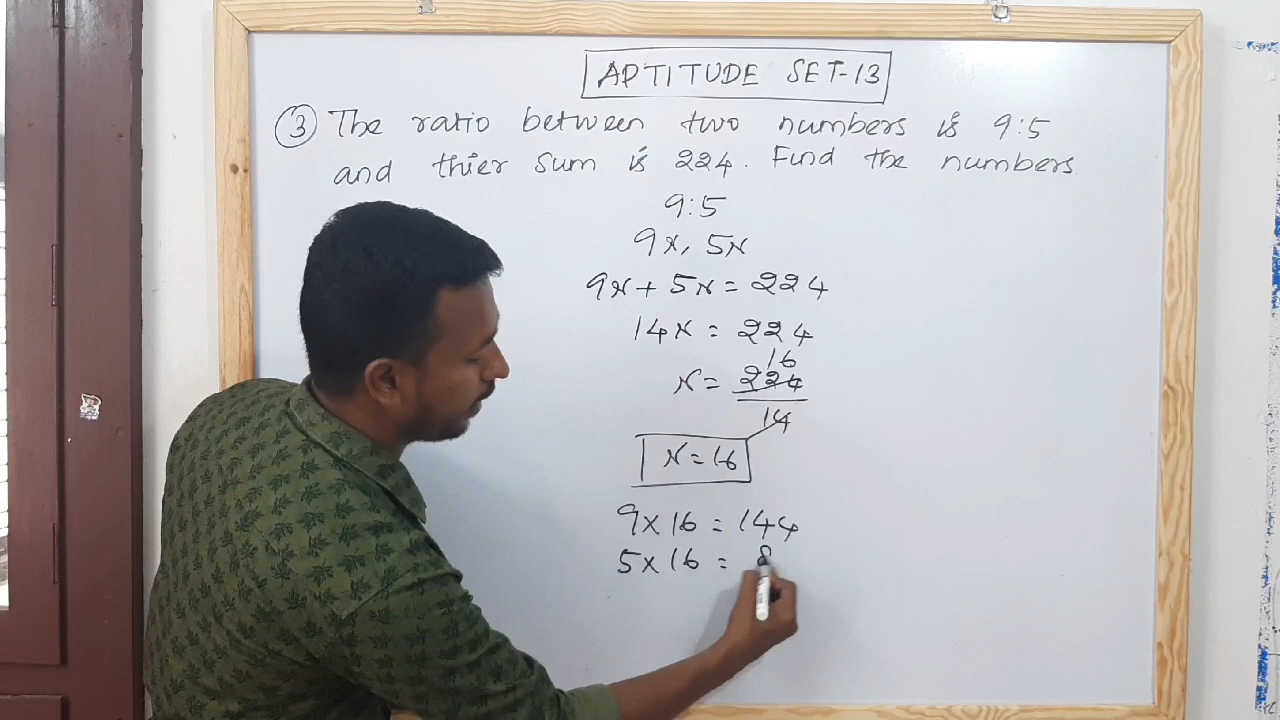 APTITUDE SET-13
③ The ratio between two numbers is 9:5
and thier sum is 224. Find the numbers.
9:5
9x, 5x
9x + 5x = 224
14x = 224
16
x = 224
14
x = 16
9 x 16 = 144
5 x 16 = 8